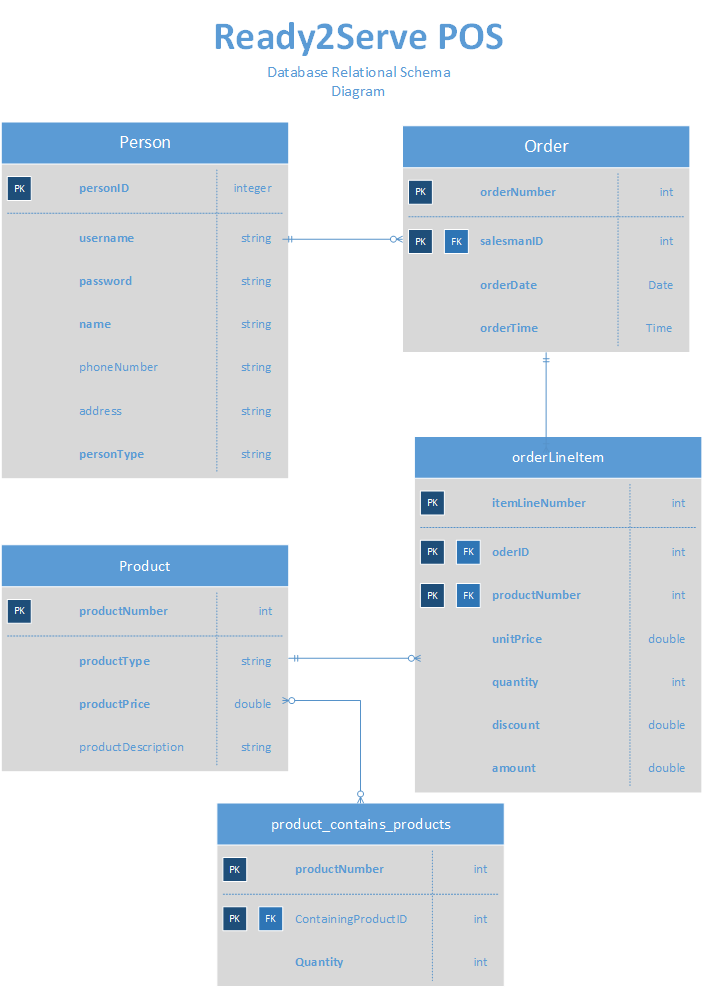 Ready2Serve POS
Database Relational Schema
Diagram
Person
PK personID integer
username string
password string
name string
phoneNumber string
address string
personType string
Order
PK orderNumber int
PK FK salesmanID int
orderDate Date
orderTime Time
orderLineItem
PK itemLineNumber int
PK FK oderID int
PK FK productNumber int
unitPrice double
quantity int
discount double
amount double
Product
PK productNumber int
productType string
productPrice double
productDescription string
product_contains_products
PK productNumber int
PK FK ContainingProductID int
Quantity int